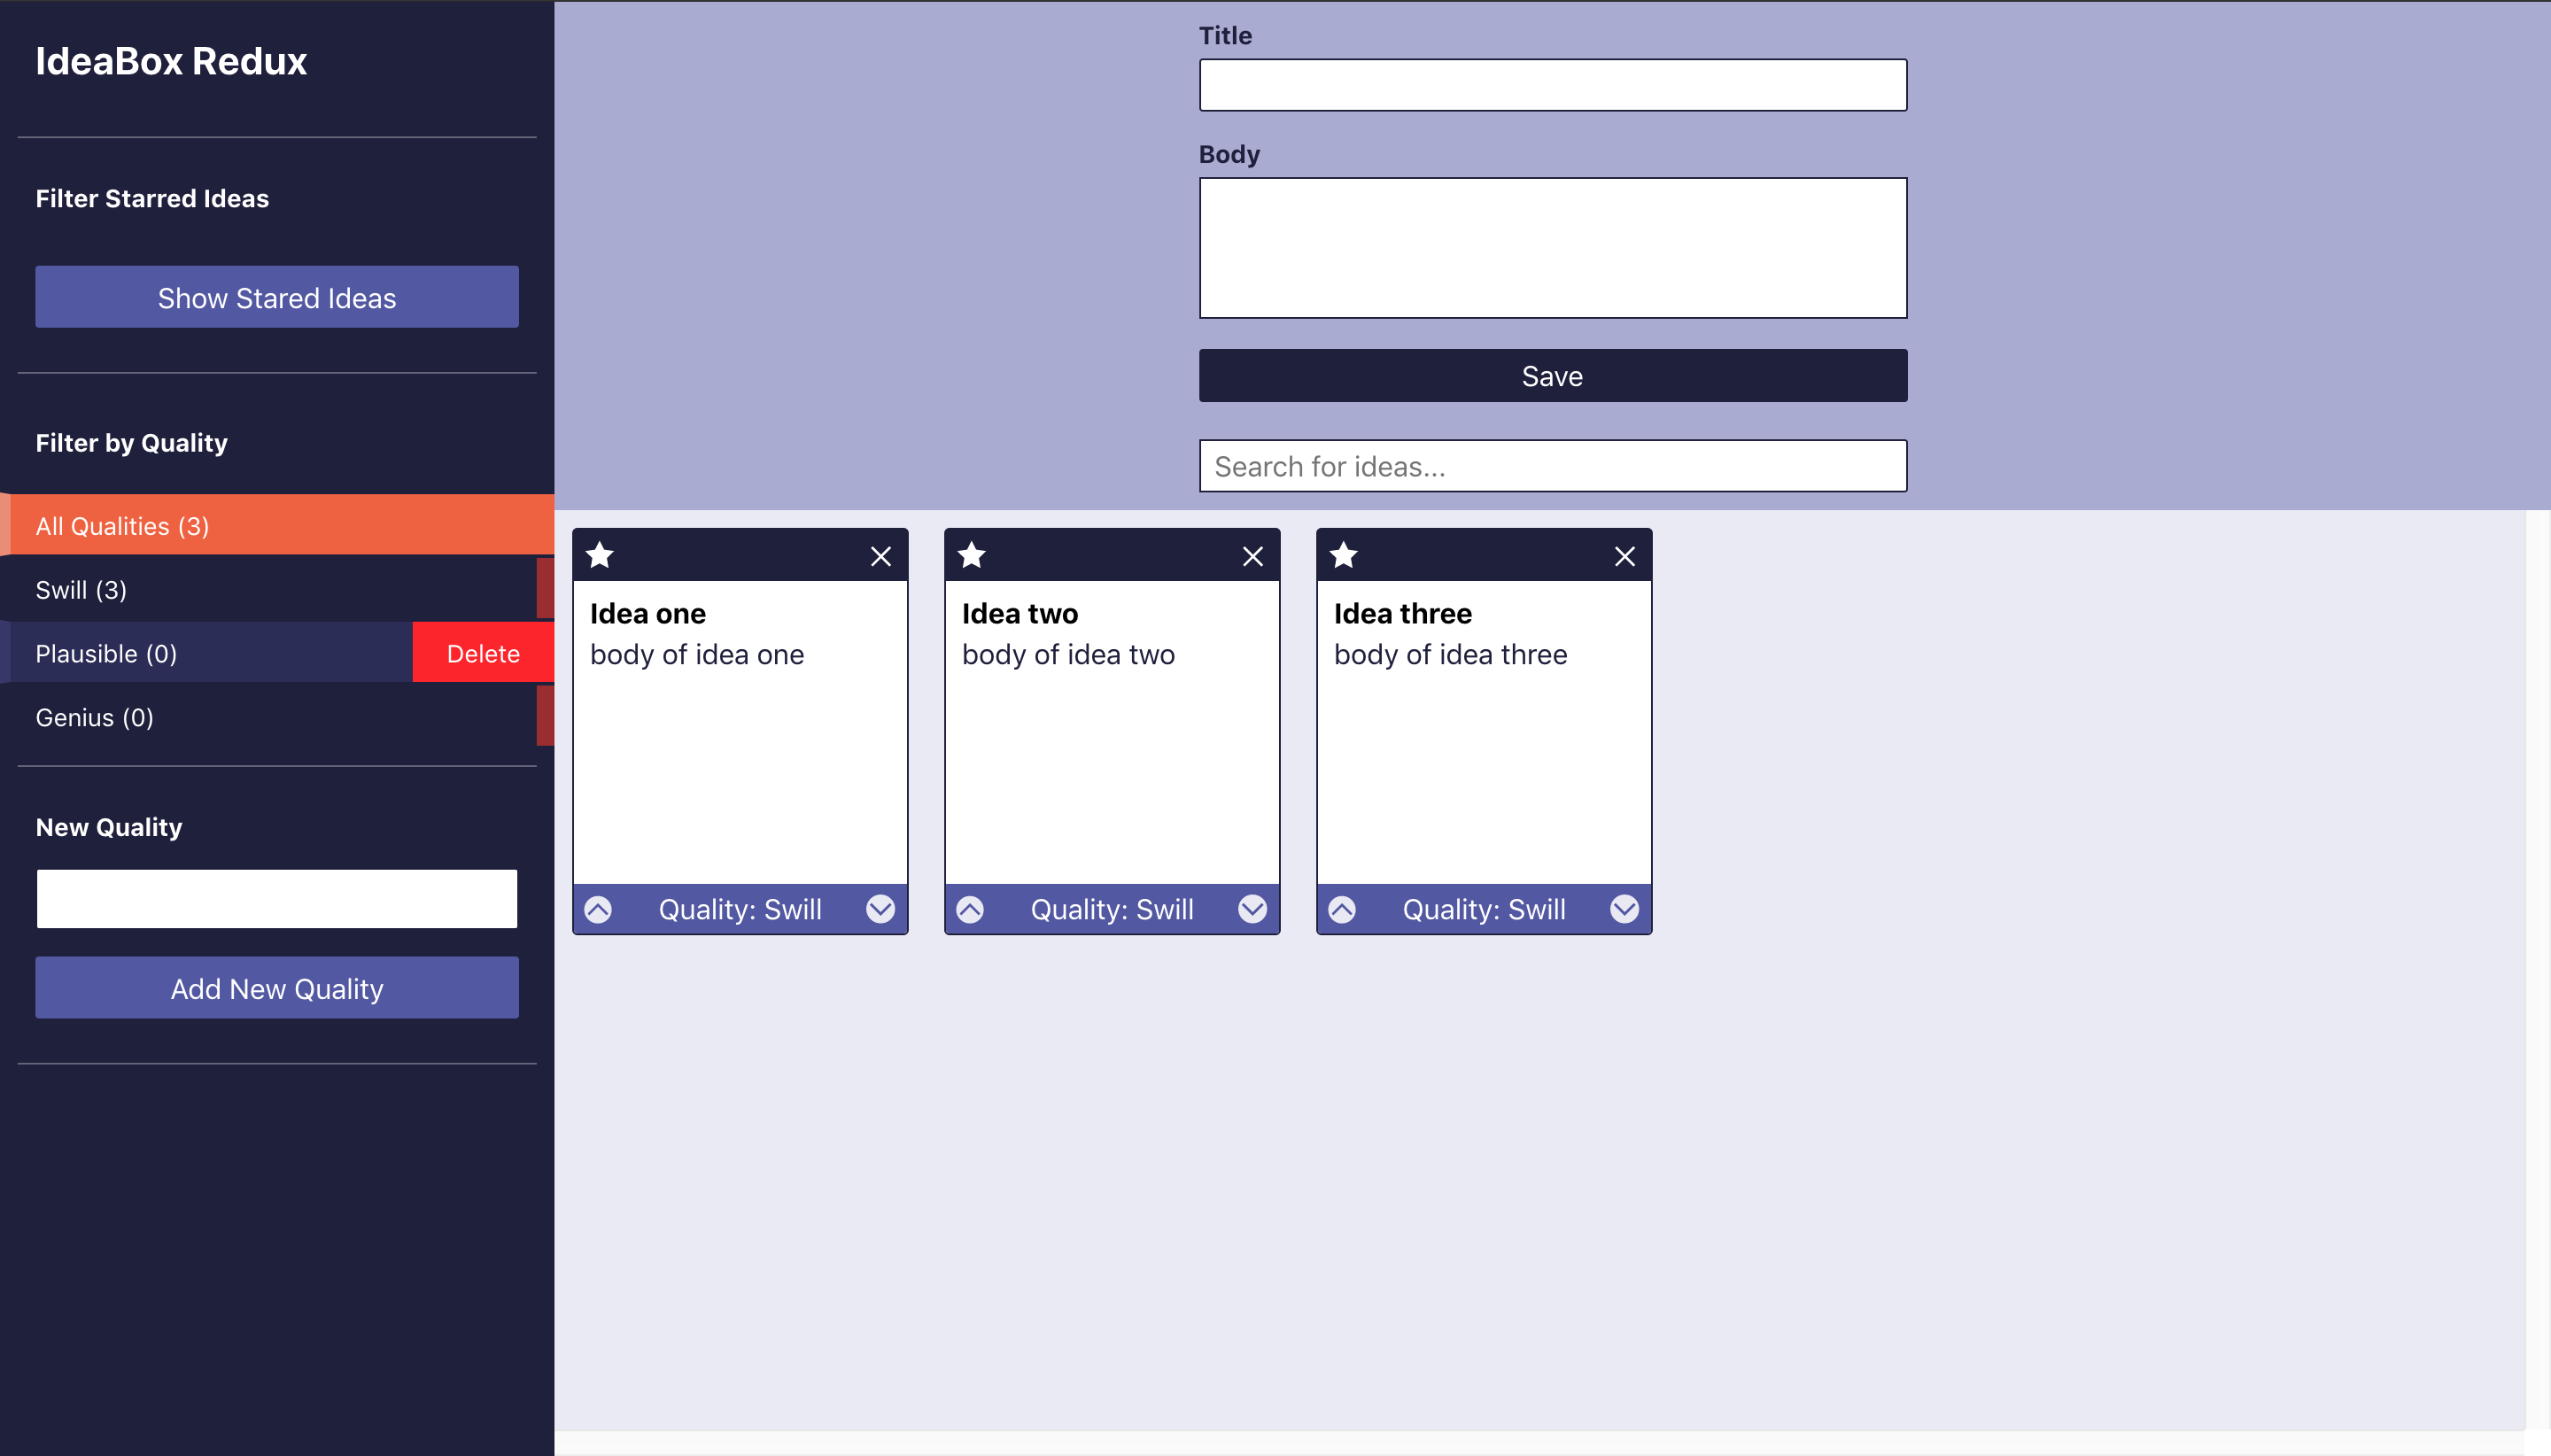 IdeaBox Redux
Filter Starred Ideas
Show Stared Ideas
Filter by Quality
All Qualities (3)
Swill (3)
Plausible (0)
Delete
Genius (0)
New Quality
Add New Quality
Title
Body
Save
Search for ideas...
Idea one
body of idea one
Quality: Swill
Idea two
body of idea two
Quality: Swill
Idea three
body of idea three
Quality: Swill